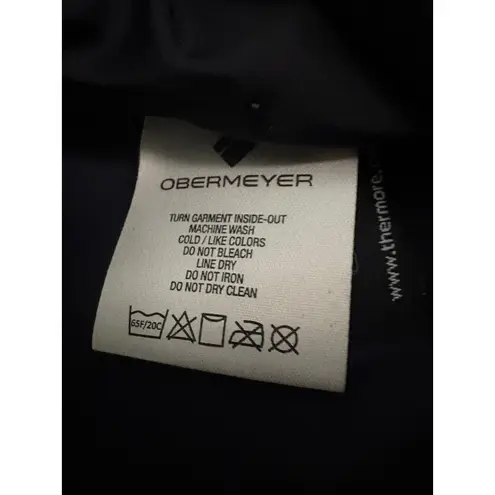 OBERMEYER
TURN GARMENT INSIDE-OUT
MACHINE WASH
COLD / LIKE COLORS
DO NOT BLEACH
LINE DRY
DO NOT IRON
DO NOT DRY CLEAN
65F/20C
www.thermore.